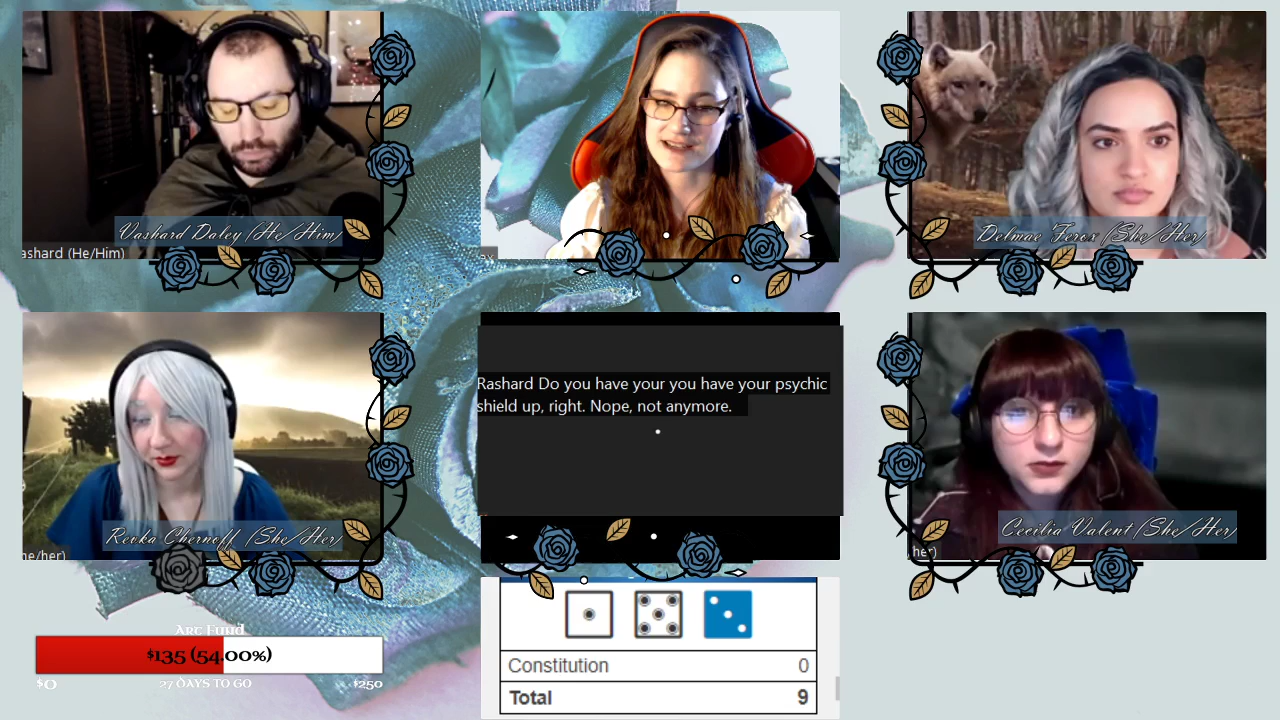 Vashard Daley (He/Him)
ashard (He/Him)
Delmae Ferox (She/Her)
Rashard Do you have your you have your psychic
shield up, right. Nope, not anymore.
Revka Chernoff (She/Her)
he/her)
Cecilia Valent (She/Her)
her)
Art Fund
$135 (54.00%)
$0
27 DAYS TO GO
$250
Constitution 0
Total 9